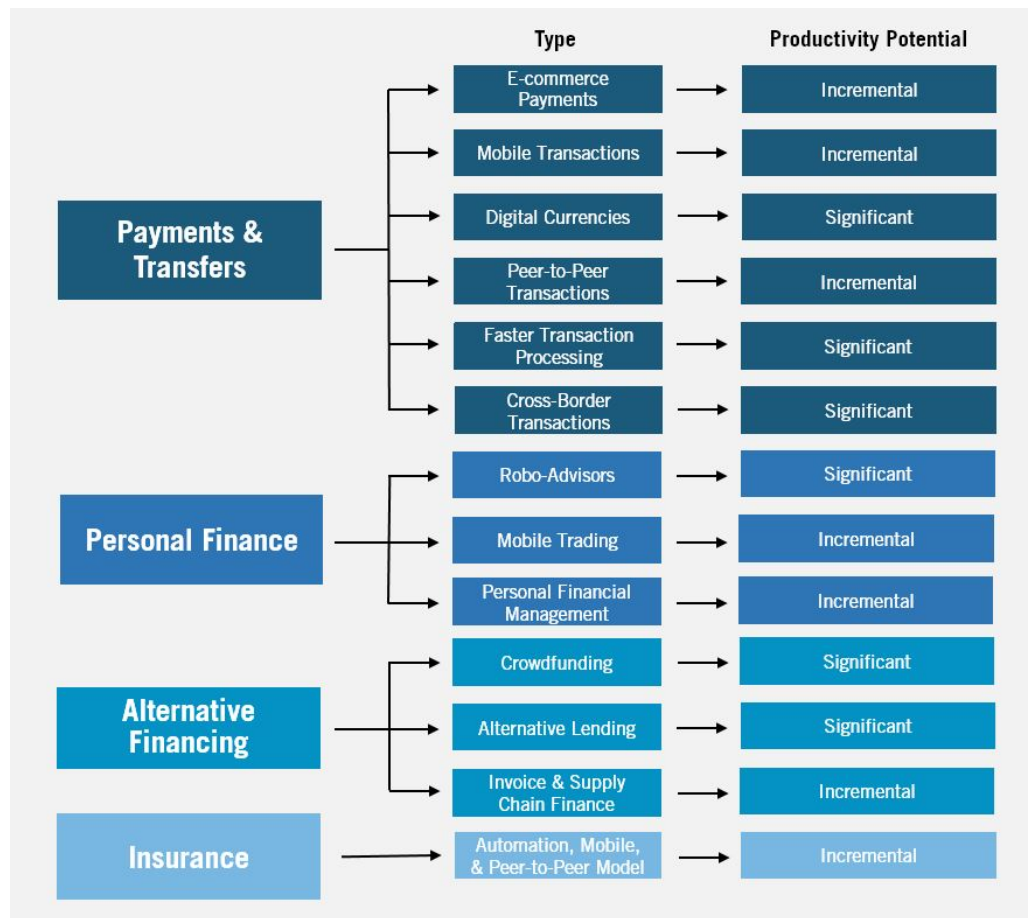 Type
Productivity Potential
Payments &
Transfers
E-commerce
Payments
Incremental
Mobile Transactions
Incremental
Digital Currencies
Significant
Peer-to-Peer
Transactions
Incremental
Faster Transaction
Processing
Significant
Cross-Border
Transactions
Significant
Personal Finance
Robo-Advisors
Significant
Mobile Trading
Incremental
Personal Financial
Management
Incremental
Alternative
Financing
Crowdfunding
Significant
Alternative Lending
Significant
Invoice & Supply
Chain Finance
Incremental
Insurance
Automation, Mobile,
& Peer-to-Peer Model
Incremental